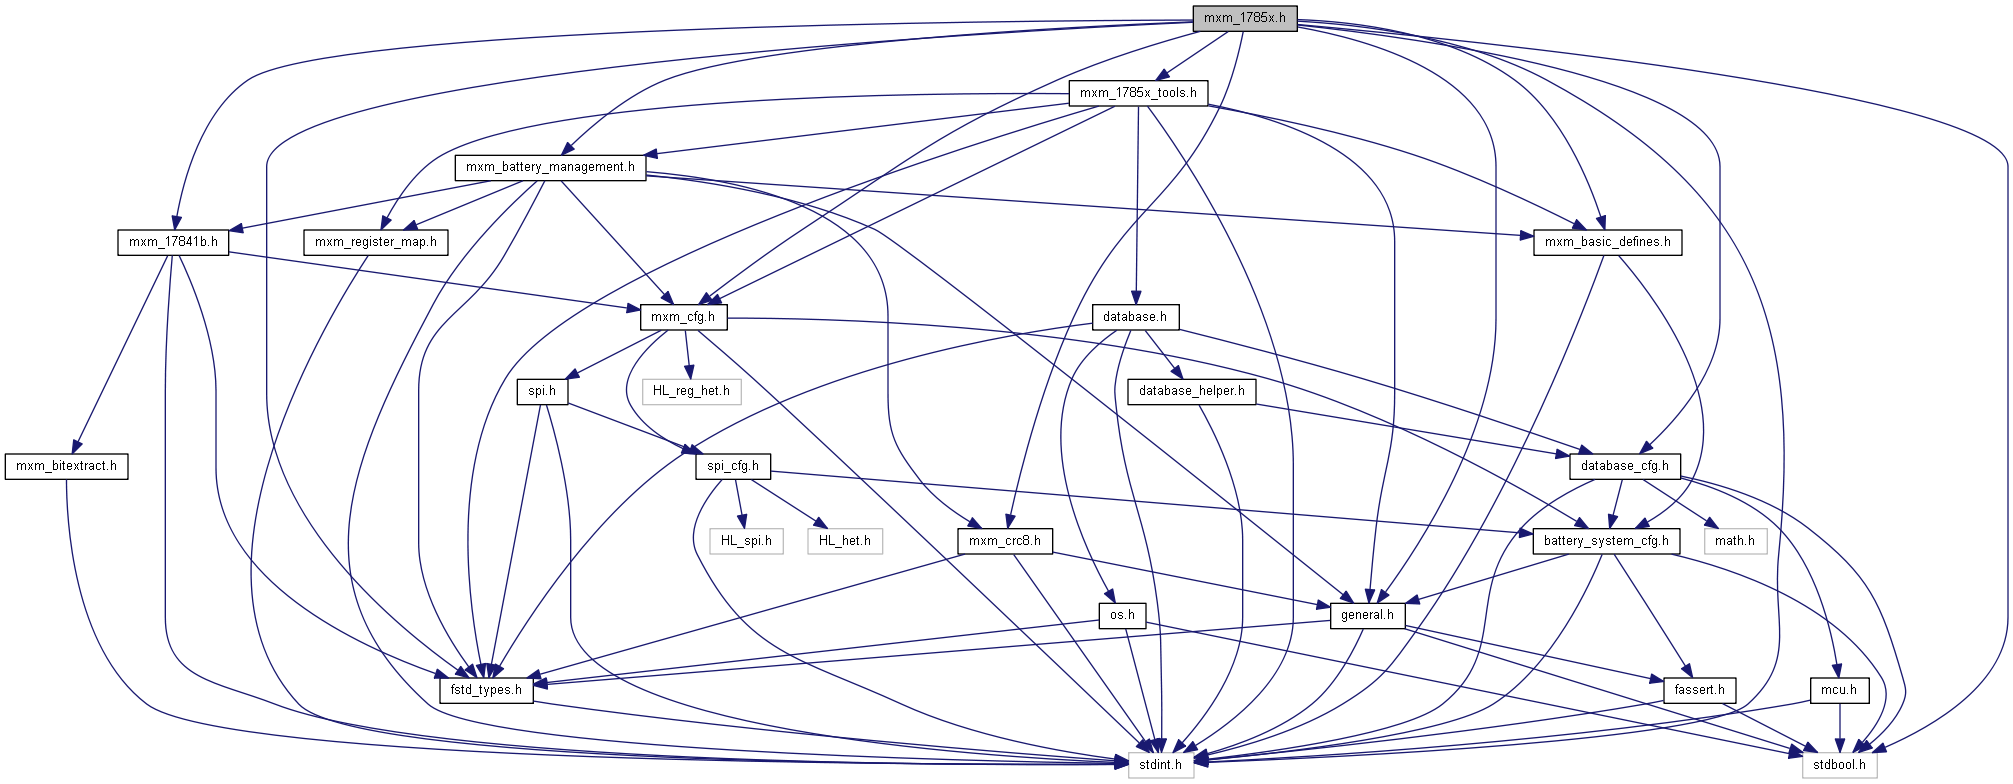 mxm_1785x.h
mxm_1785x_tools.h
mxm_battery_management.h
mxm_17841b.h
mxm_register_map.h
mxm_basic_defines.h
mxm_cfg.h
database.h
spi.h
HL_reg_het.h
database_helper.h
mxm_bitextract.h
spi_cfg.h
database_cfg.h
HL_spi.h
HL_het.h
mxm_crc8.h
battery_system_cfg.h
math.h
os.h
general.h
fstd_types.h
fassert.h
mcu.h
stdint.h
stdbool.h